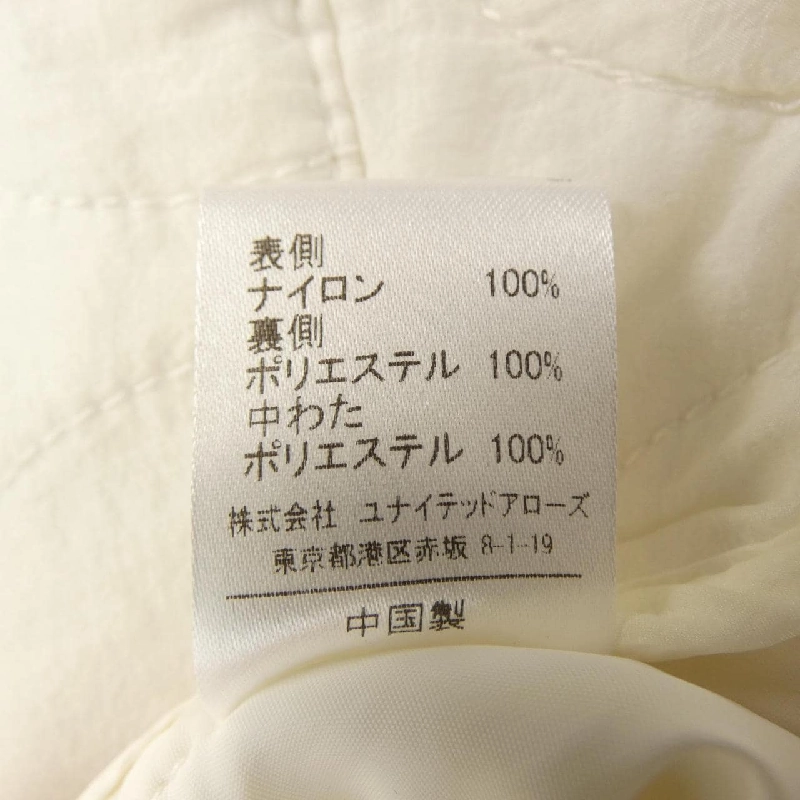 表側
ナイロン 100%
裏側
ポリエステル 100%
中わた
ポリエステル 100%
株式会社 ユナイテッドアローズ
東京都港区赤坂 8-1-19
中国製